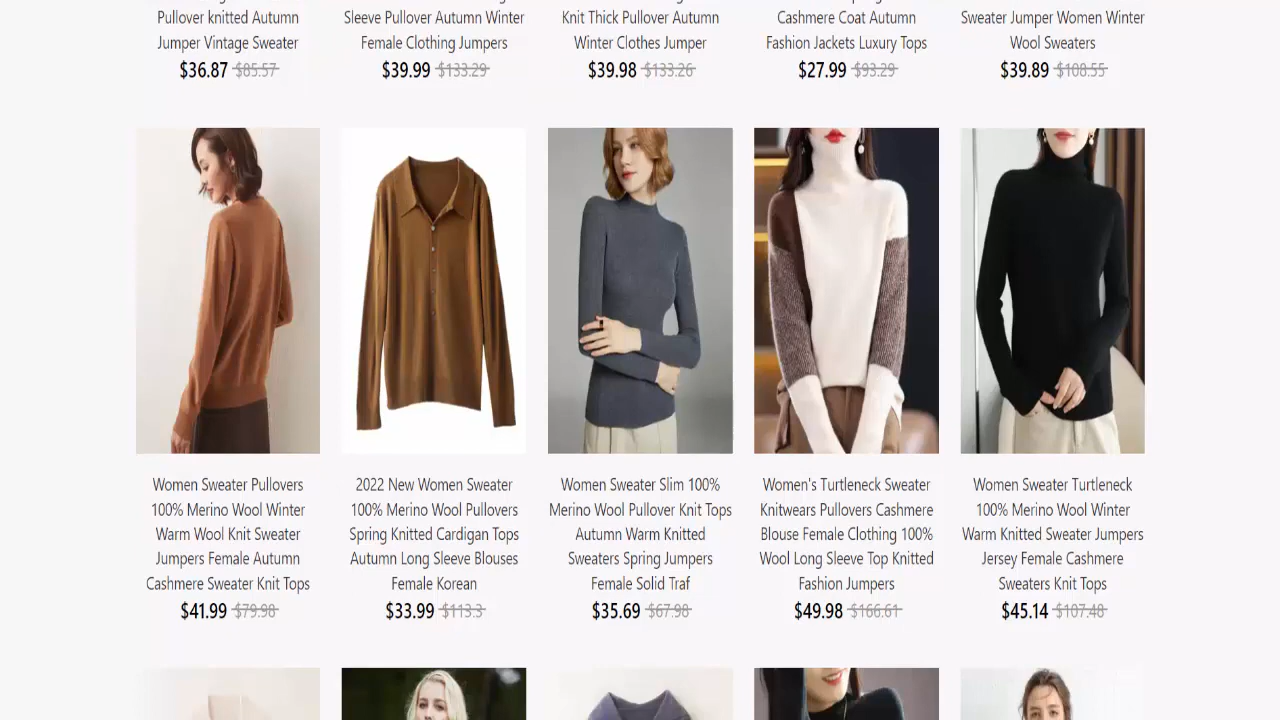 Pullover knitted Autumn
Jumper Vintage Sweater
$36.87 $85.57
Sleeve Pullover Autumn Winter
Female Clothing Jumpers
$39.99 $133.29
Knit Thick Pullover Autumn
Winter Clothes Jumper
$39.98 $133.26
Cashmere Coat Autumn
Fashion Jackets Luxury Tops
$27.99 $93.29
Sweater Jumper Women Winter
Wool Sweaters
$39.89 $108.55
Women Sweater Pullovers
100% Merino Wool Winter
Warm Wool Knit Sweater
Jumpers Female Autumn
Cashmere Sweater Knit Tops
$41.99 $79.98
2022 New Women Sweater
100% Merino Wool Pullovers
Spring Knitted Cardigan Tops
Autumn Long Sleeve Blouses
Female Korean
$33.99 $113.3
Women Sweater Slim 100%
Merino Wool Pullover Knit Tops
Autumn Warm Knitted
Sweaters Spring Jumpers
Female Solid Traf
$35.69 $67.98
Women's Turtleneck Sweater
Knitwears Pullovers Cashmere
Blouse Female Clothing 100%
Wool Long Sleeve Top Knitted
Fashion Jumpers
$49.98 $166.61
Women Sweater Turtleneck
100% Merino Wool Winter
Warm Knitted Sweater Jumpers
Jersey Female Cashmere
Sweaters Knit Tops
$45.14 $107.48